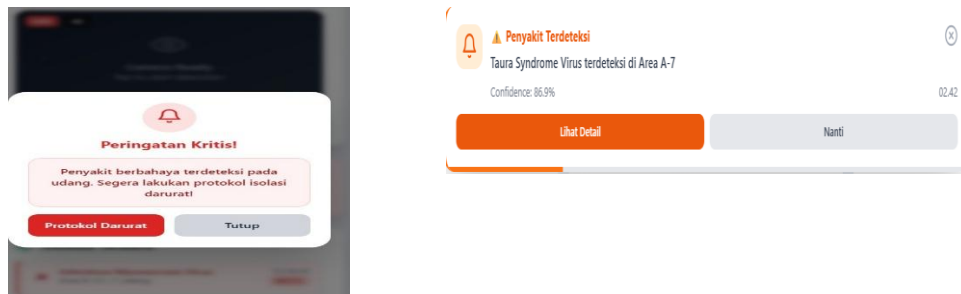 Peringatan Kritis!
Penyakit berbahaya terdeteksi pada
udang. Segera lakukan protokol isolasi
darurat!
Protokol Darurat
Tutup
⚠ Penyakit Terdeteksi
Taura Syndrome Virus terdeteksi di Area A-7
Confidence: 86.9%
02.42
Lihat Detail
Nanti